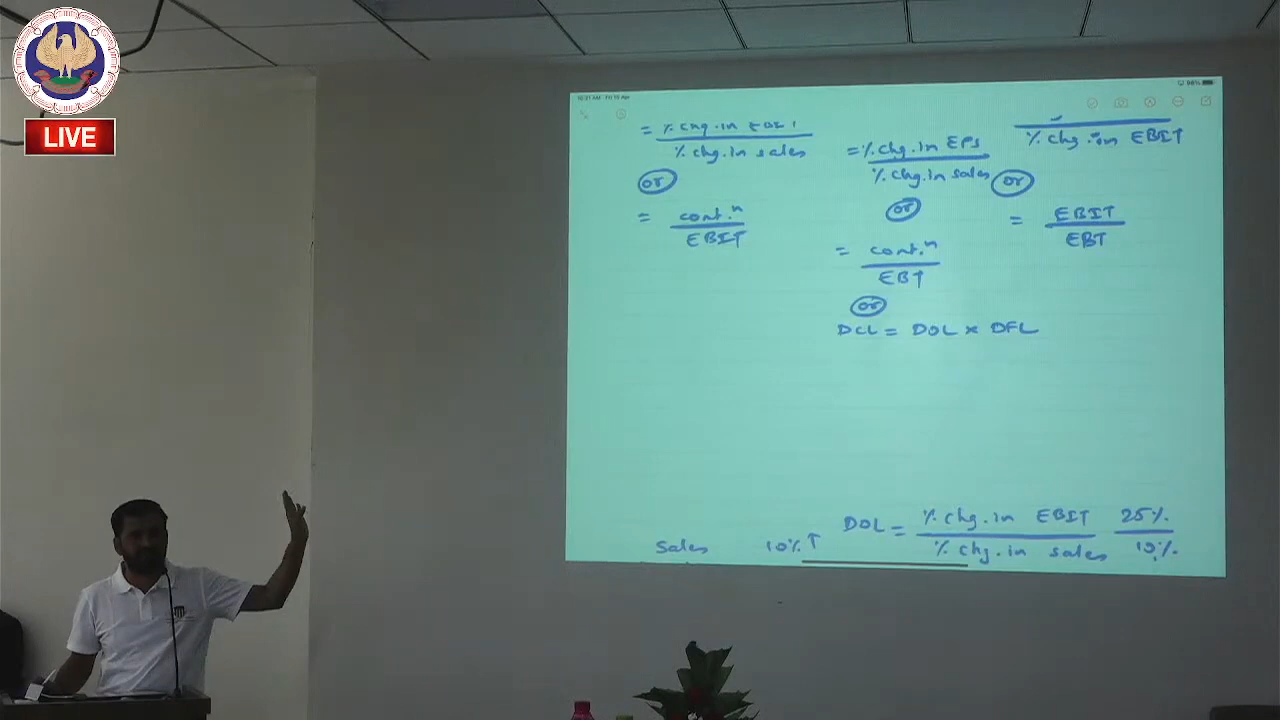 LIVE
= %.chg.in EBIT
%.chg.in sales
or
= cont.n
EBIT
= %.chg.in EPS
%.chg.in sales
or
= cont.n
EBT
or
DCL = DOL × DFL
%.chg.in EBIT
or
= EBIT
EBT
Sales 10%↑
DOL = %.chg.in EBIT 25%.
%.chg.in sales 10%.